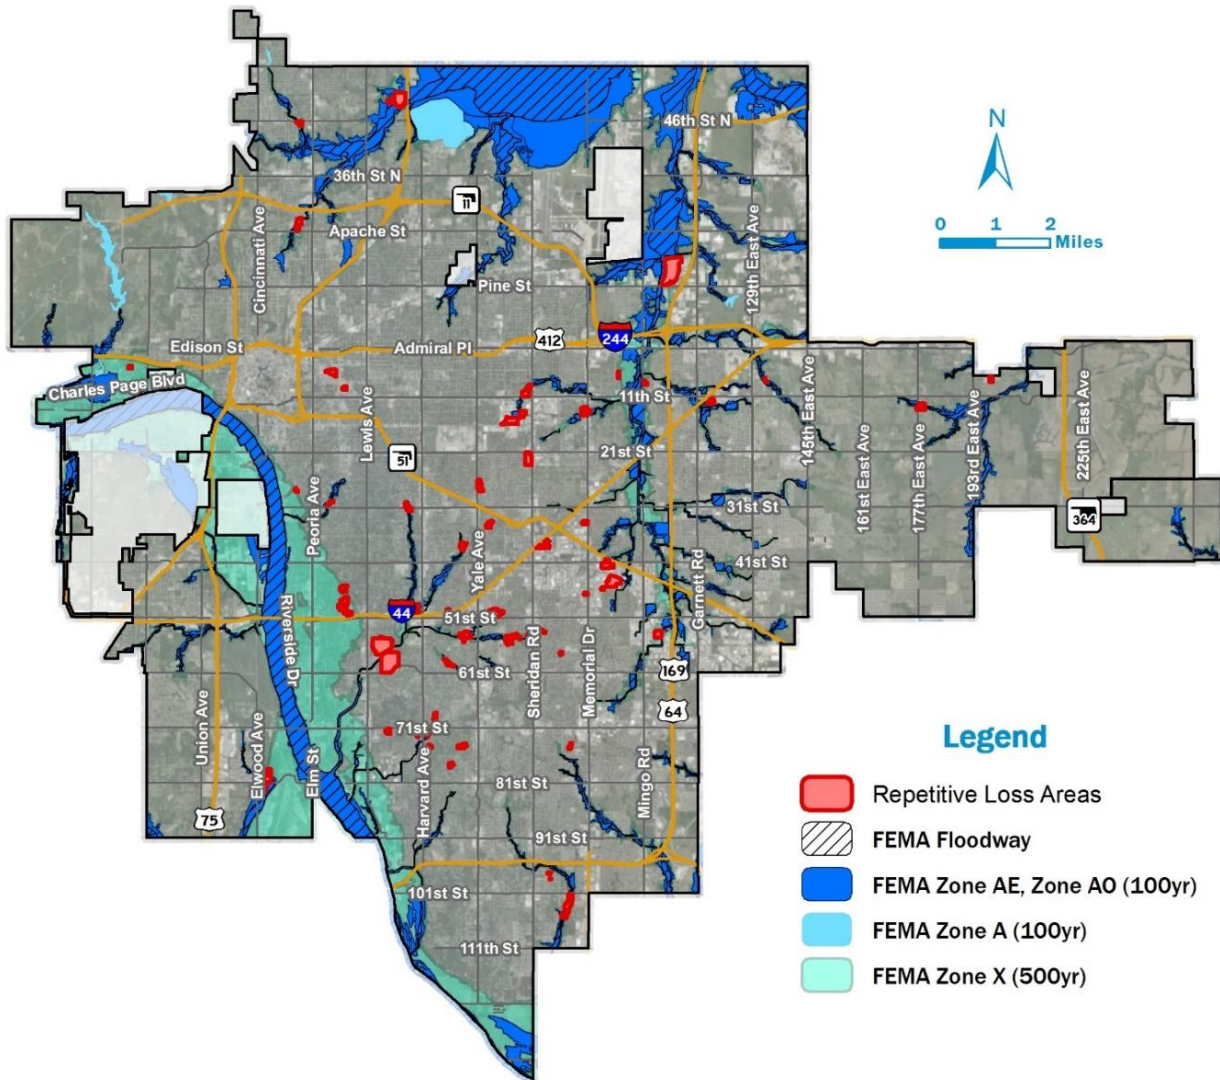 46th St N
N
36th St N
11
Cincinnati Ave
Apache St
129th East Ave
0 1 2
Miles
Pine St
412
244
Edison St
Admiral Pl
Charles Page Blvd
Lewis Ave
11th St
145th East Ave
161st East Ave
177th East Ave
193rd East Ave
225th East Ave
51
21st St
Peoria Ave
31st St
364
Yale Ave
41st St
Garnett Rd
44
51st St
Riverside Dr
Sheridan Rd
Memorial Dr
61st St
169
64
Union Ave
Elwood Ave
Elm St
71st St
Harvard Ave
81st St
Mingo Rd
75
91st St
101st St
111th St
Legend
Repetitive Loss Areas
FEMA Floodway
FEMA Zone AE, Zone AO (100yr)
FEMA Zone A (100yr)
FEMA Zone X (500yr)